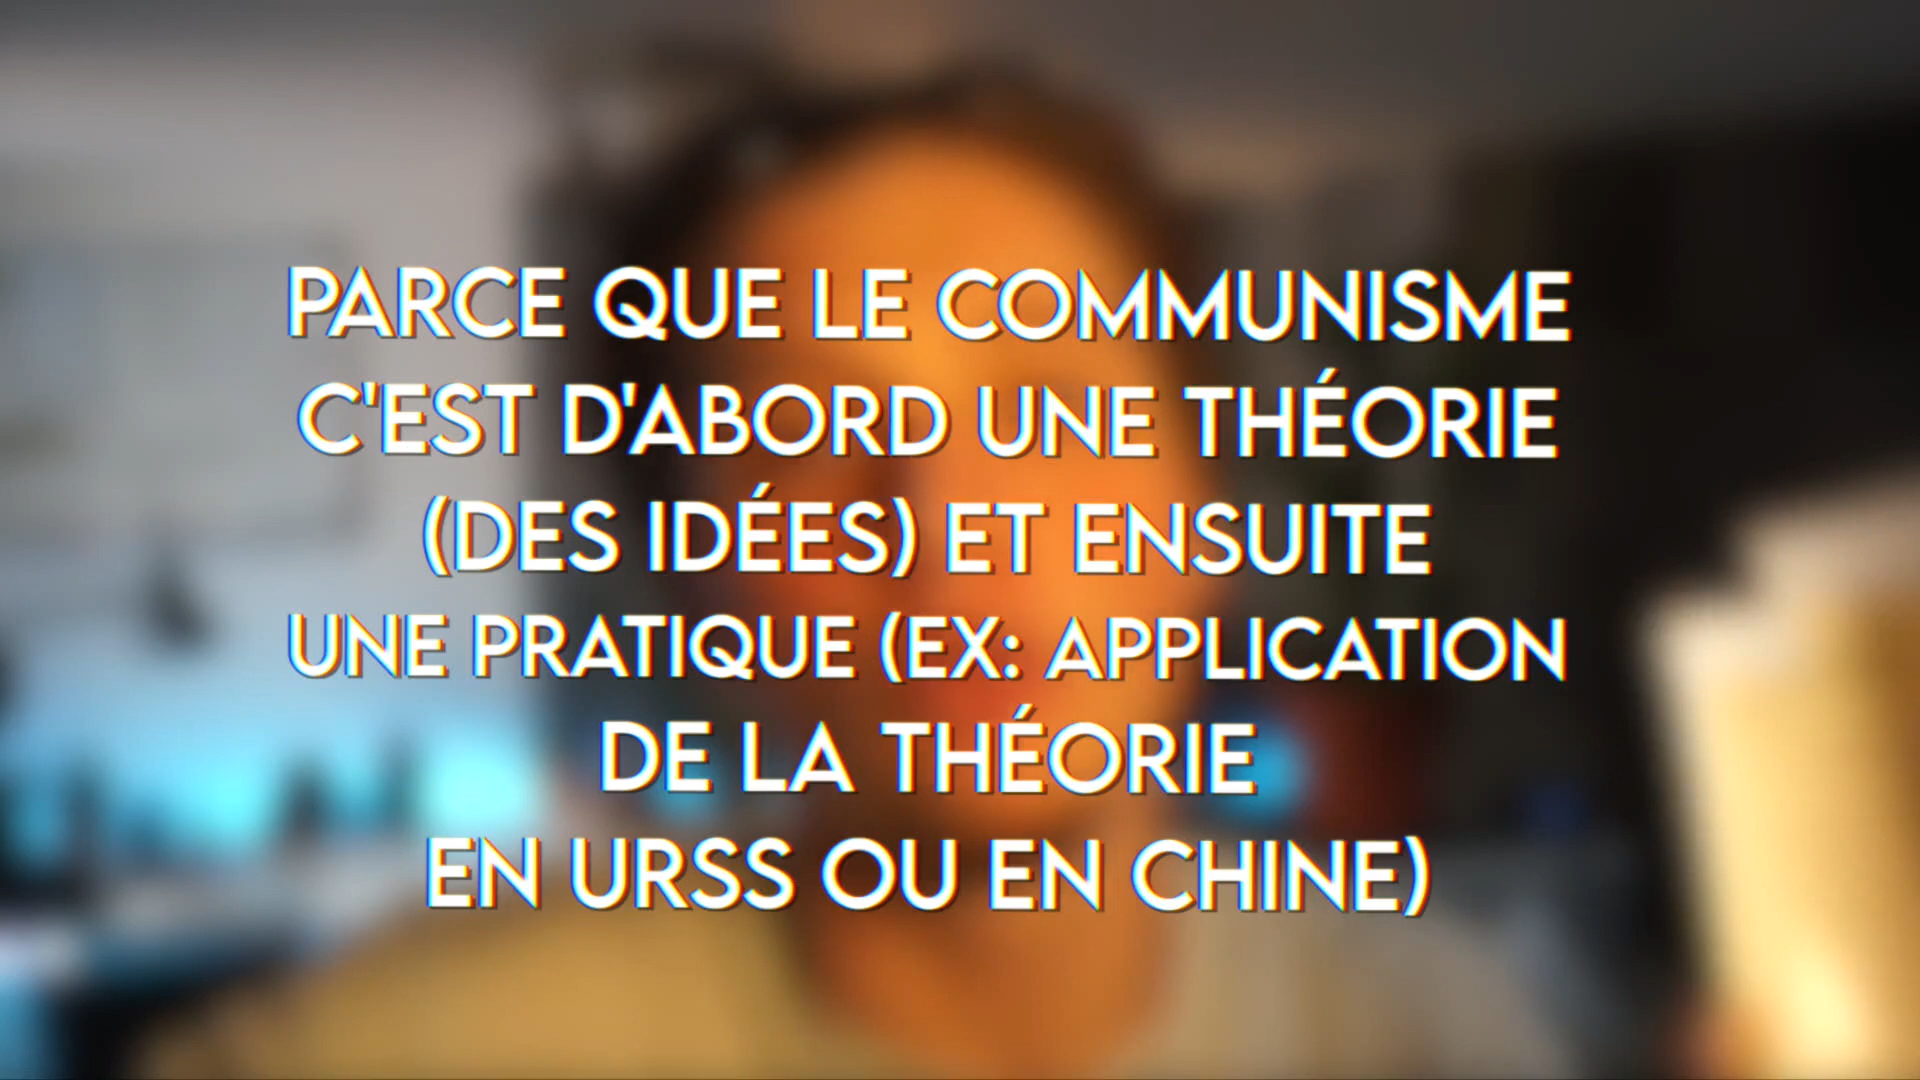 PARCE QUE LE COMMUNISME
C'EST D'ABORD UNE THÉORIE
(DES IDÉES) ET ENSUITE
UNE PRATIQUE (EX: APPLICATION
DE LA THÉORIE
EN URSS OU EN CHINE)